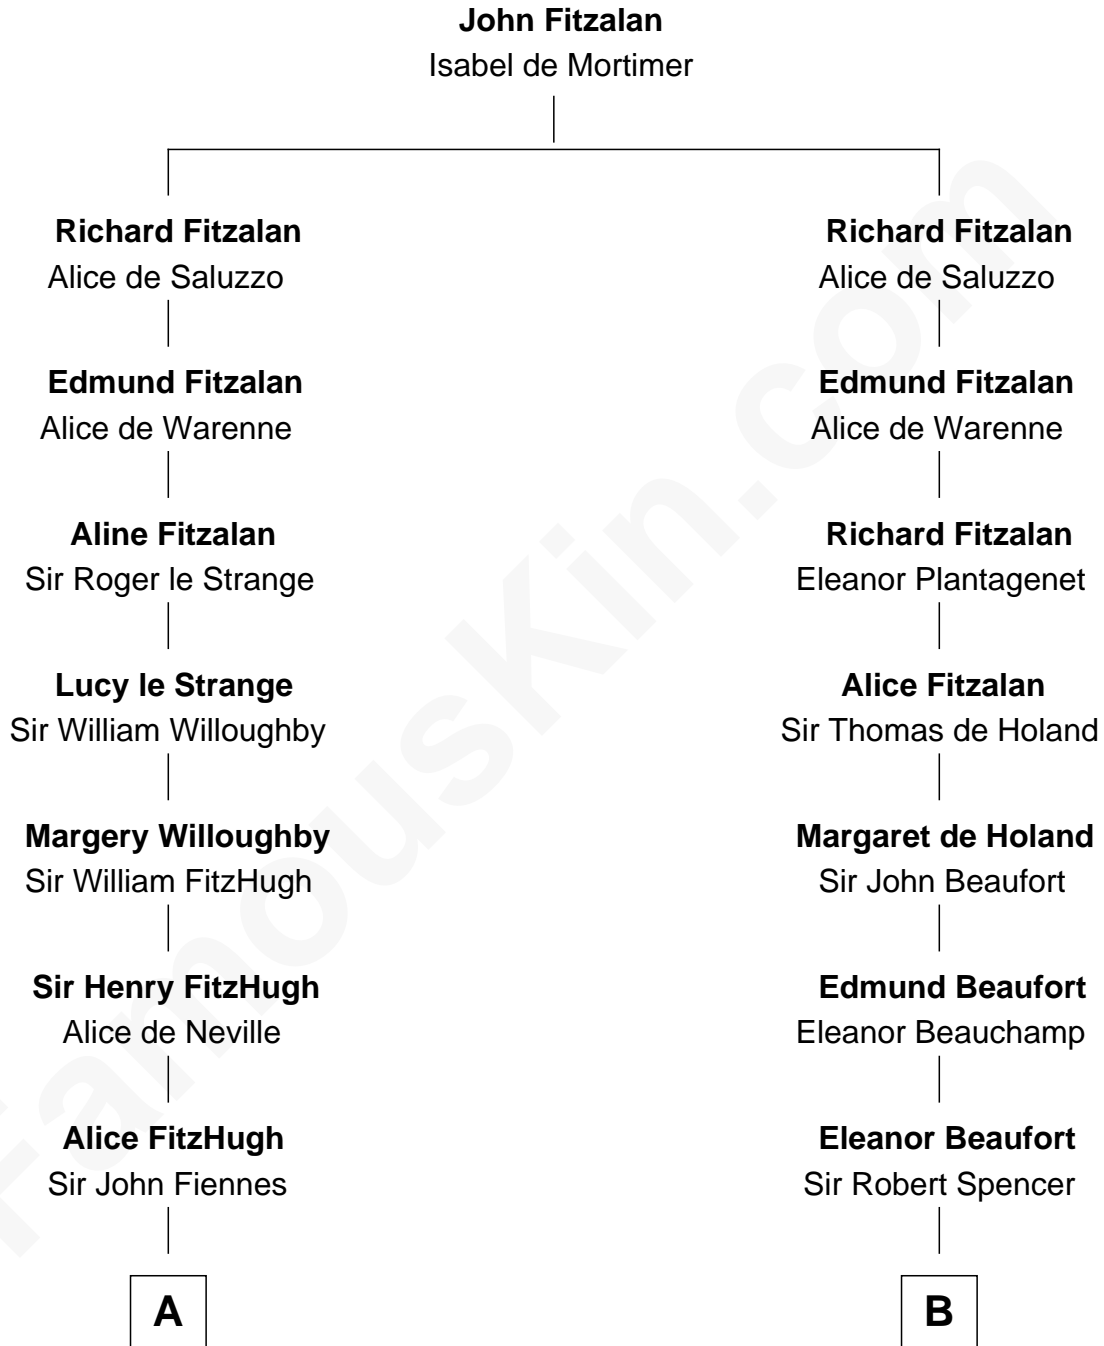 John Fitzalan
Isabel de Mortimer
Richard Fitzalan
Alice de Saluzzo
Edmund Fitzalan
Alice de Warenne
Aline Fitzalan
Sir Roger le Strange
Lucy le Strange
Sir William Willoughby
Margery Willoughby
Sir William FitzHugh
Sir Henry FitzHugh
Alice de Neville
Alice FitzHugh
Sir John Fiennes
A
Richard Fitzalan
Alice de Saluzzo
Edmund Fitzalan
Alice de Warenne
Richard Fitzalan
Eleanor Plantagenet
Alice Fitzalan
Sir Thomas de Holand
Margaret de Holand
Sir John Beaufort
Edmund Beaufort
Eleanor Beauchamp
Eleanor Beaufort
Sir Robert Spencer
B
FamousKin.com